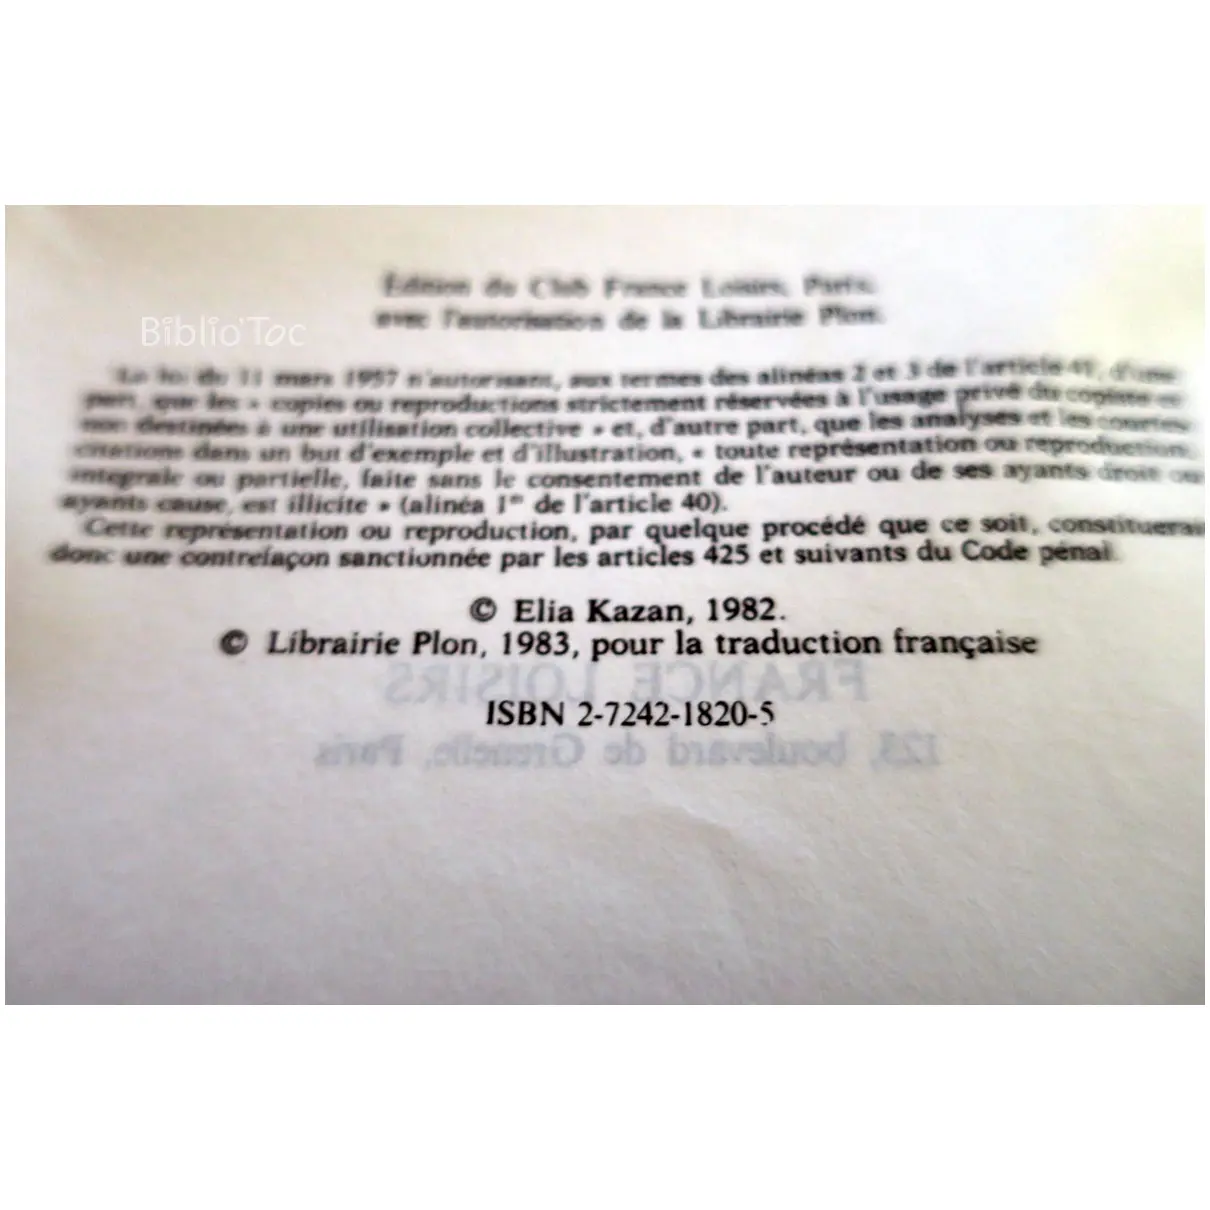 Edition du Club France Loisirs, Paris,
avec l'autorisation de la Librairie Plon.
Biblio'Toc
La loi du 11 mars 1957 n'autorisant, aux termes des alinéas 2 et 3 de l'article 41, d'une
part, que les « copies ou reproductions strictement réservées à l'usage privé du copiste et
non destinées à une utilisation collective » et, d'autre part, que les analyses et les courtes
citations dans un but d'exemple et d'illustration, « toute représentation ou reproduction,
intégrale ou partielle, faite sans le consentement de l'auteur ou de ses ayants droit ou
ayants cause, est illicite » (alinéa 1er de l'article 40).
Cette représentation ou reproduction, par quelque procédé que ce soit, constituerai
donc une contrefaçon sanctionnée par les articles 425 et suivants du Code pénal.
© Elia Kazan, 1982.
© Librairie Plon, 1983, pour la traduction française
FRANCE LOISIRS
ISBN 2-7242-1820-5
123, boulevard de Grenelle, Paris